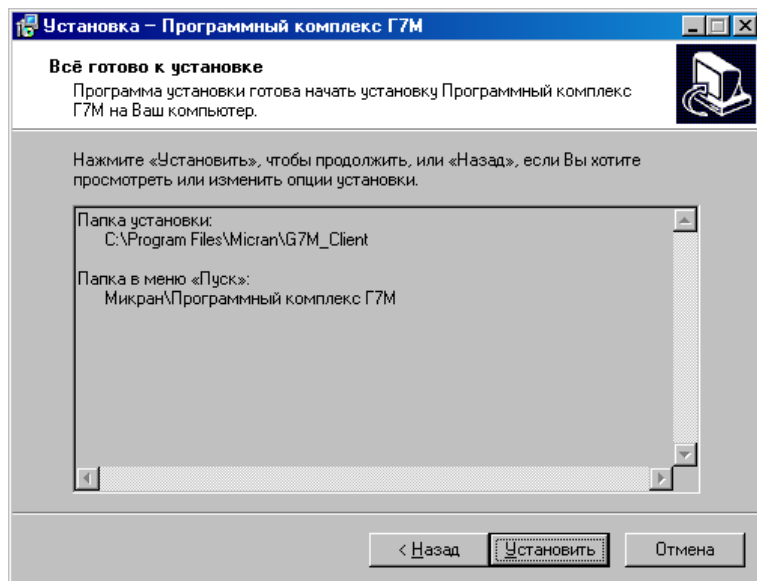 Установка – Программный комплекс Г7М
Всё готово к установке
Программа установки готова начать установку Программный комплекс
Г7М на Ваш компьютер.
Нажмите «Установить», чтобы продолжить, или «Назад», если Вы хотите
просмотреть или изменить опции установки.
Папка установки:
C:\Program Files\Micran\G7M_Client
Папка в меню «Пуск»:
Микран\Программный комплекс Г7М
< Назад
Установить
Отмена